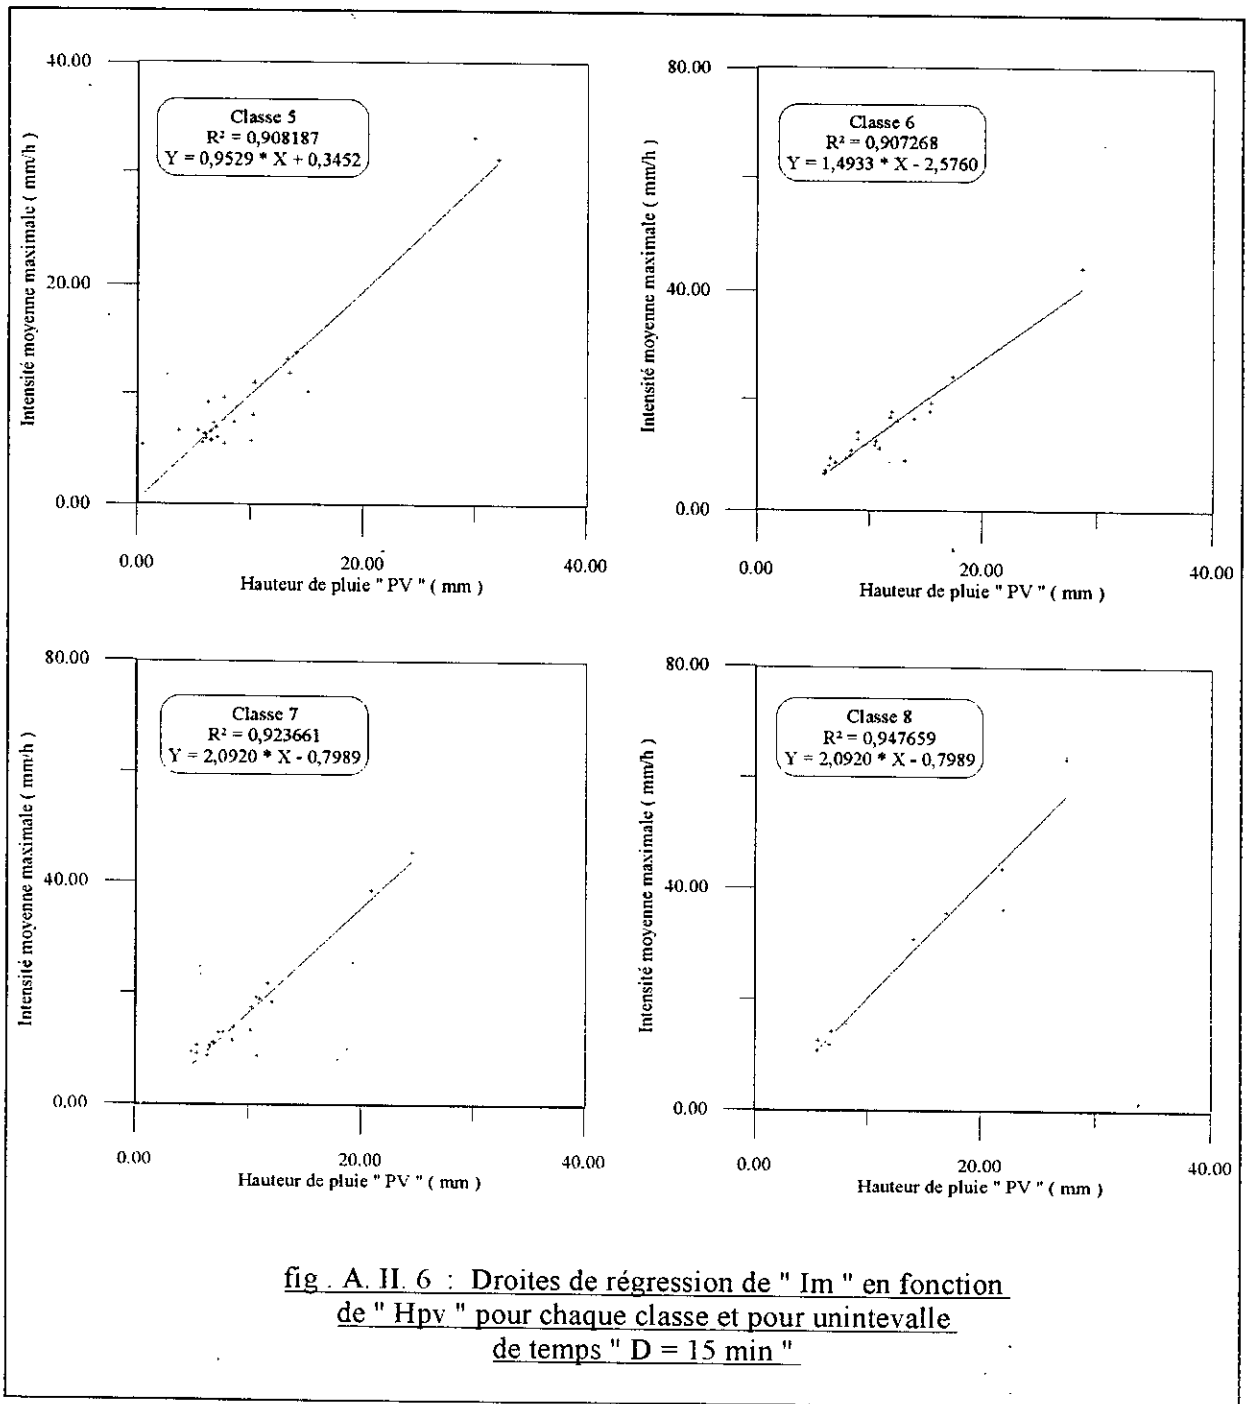 40.00
Classe 5
R² = 0,908187
Y = 0,9529 * X + 0,3452
20.00
0.00
Intensité moyenne maximale ( mm/h )
0.00
20.00
40.00
Hauteur de pluie " PV " ( mm )
80.00
Classe 6
R² = 0,907268
Y = 1,4933 * X - 2,5760
40.00
0.00
Intensité moyenne maximale ( mm/h )
0.00
20.00
40.00
Hauteur de pluie " PV " ( mm )
80.00
Classe 7
R² = 0,923661
Y = 2,0920 * X - 0,7989
40.00
0.00
Intensité moyenne maximale ( mm/h )
0.00
20.00
40.00
Hauteur de pluie " PV " ( mm )
80.00
Classe 8
R² = 0,947659
Y = 2,0920 * X - 0,7989
40.00
0.00
Intensité moyenne maximale ( mm/h )
0.00
20.00
40.00
Hauteur de pluie " PV " ( mm )
fig . A. II. 6 : Droites de régression de " Im " en fonction
de " Hpv " pour chaque classe et pour unintevalle
de temps " D = 15 min "